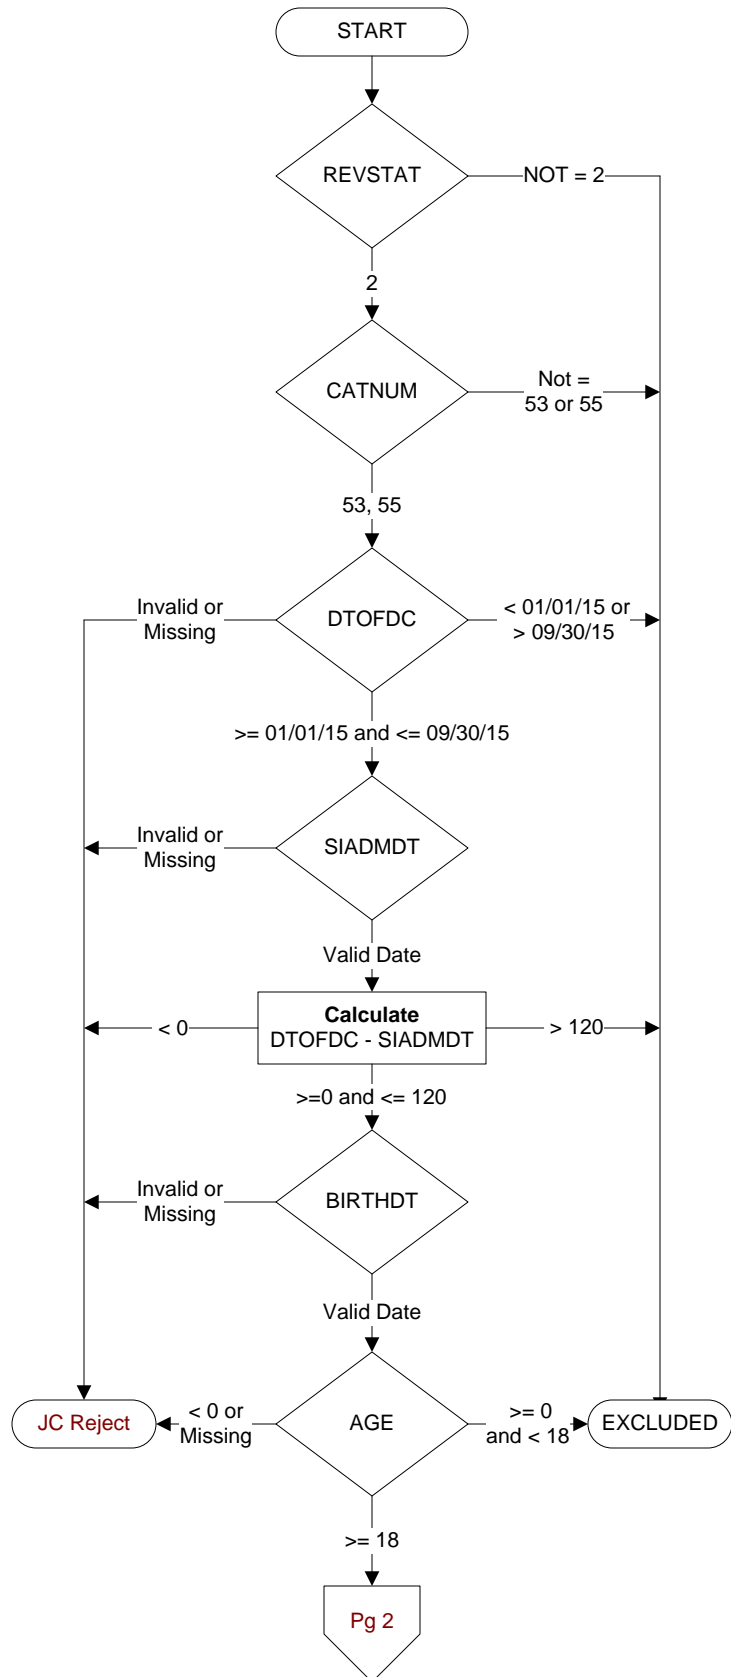 START
REVSTAT
NOT = 2
2
CATNUM
Not =
53 or 55
53, 55
Invalid or
Missing
DTOFDC
< 01/01/15 or
> 09/30/15
>= 01/01/15 and <= 09/30/15
Invalid or
Missing
SIADMDT
Valid Date
< 0
Calculate
DTOFDC - SIADMDT
> 120
>=0 and <= 120
Invalid or
Missing
BIRTHDT
Valid Date
JC Reject
< 0 or
Missing
AGE
>= 0
and < 18
EXCLUDED
>= 18
Pg 2